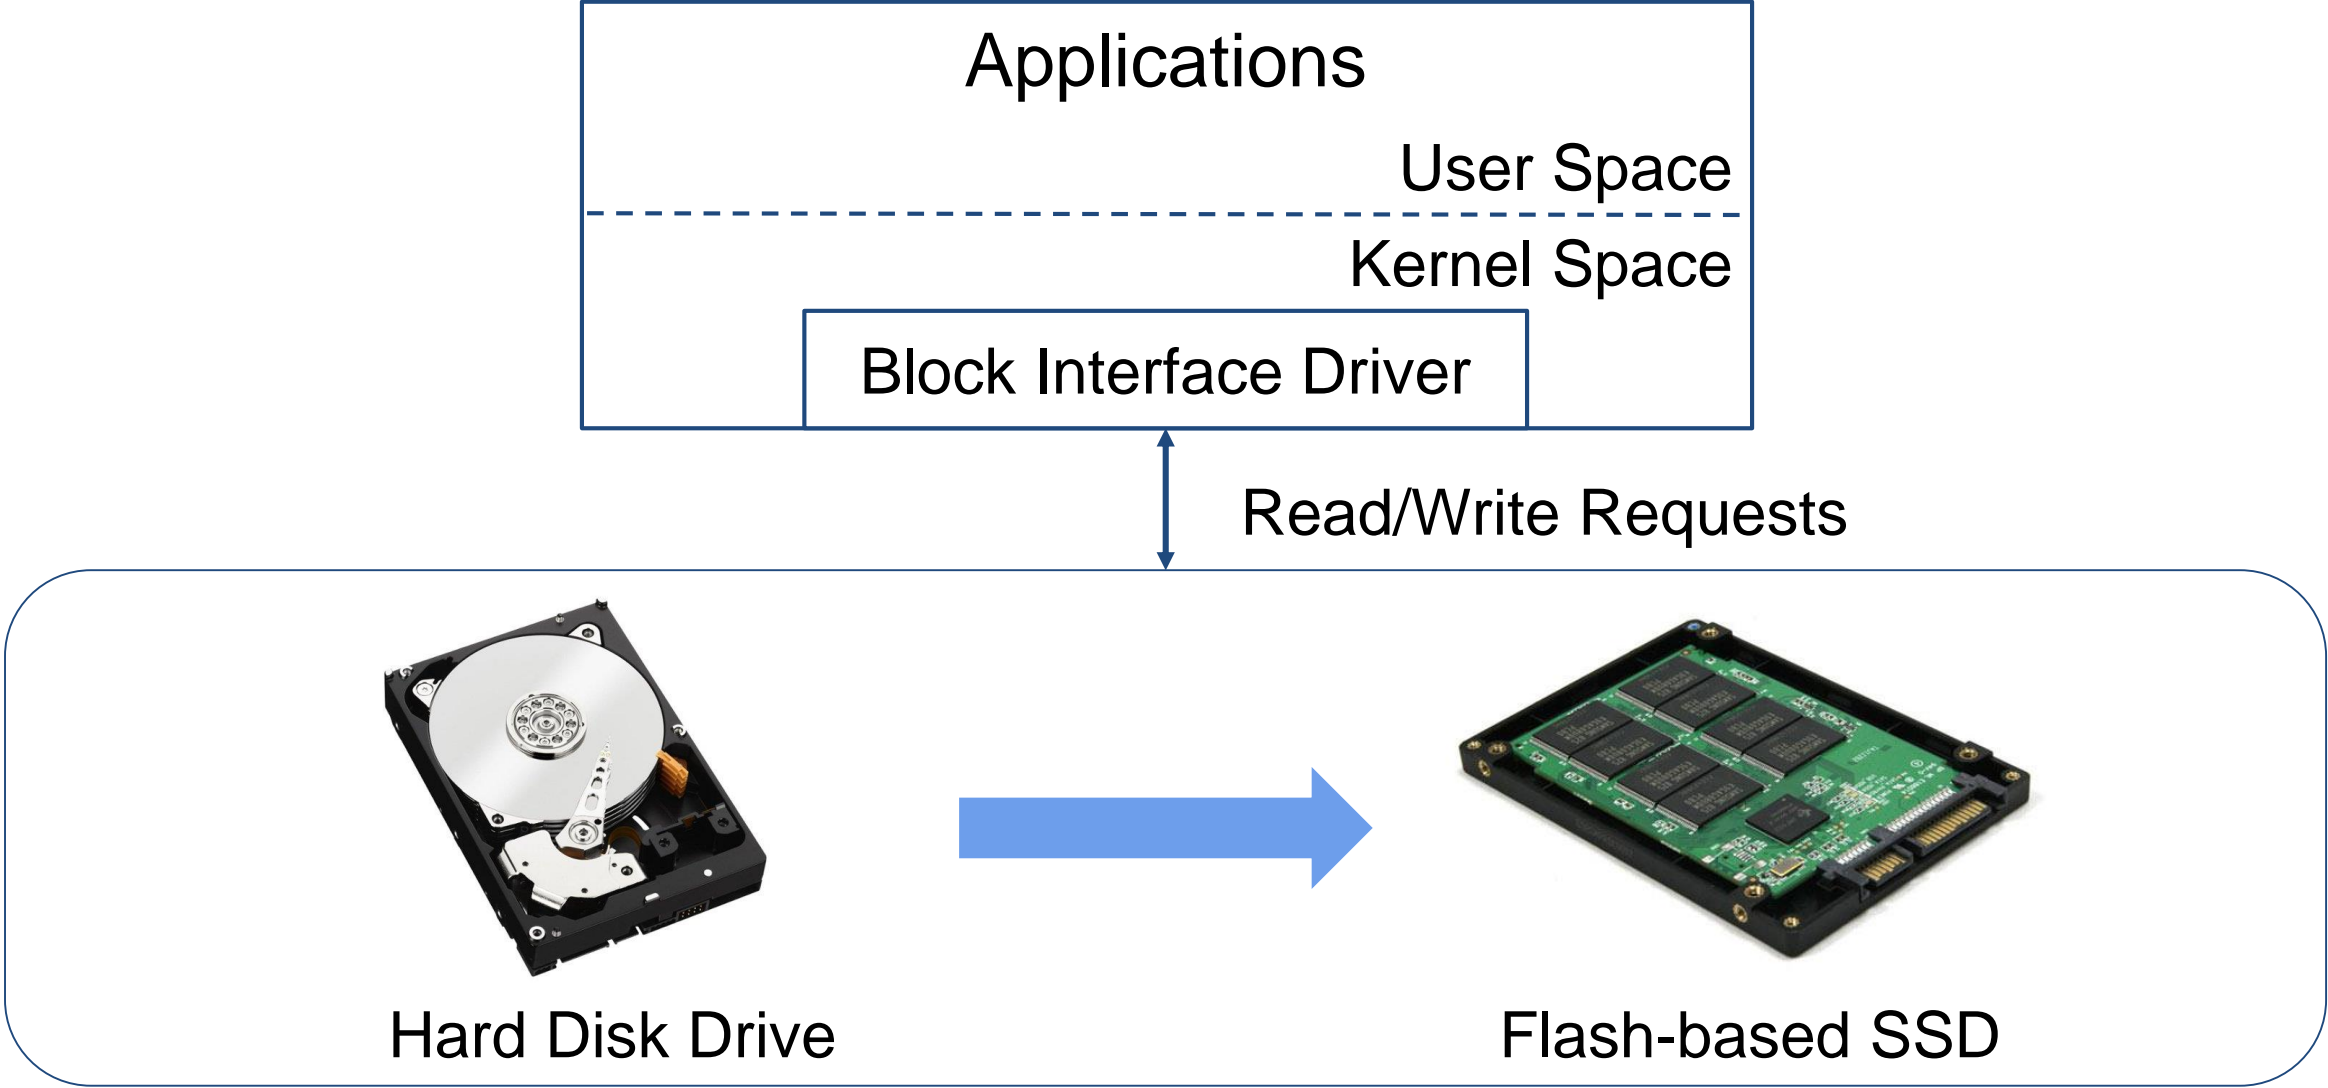 Applications
User Space
Kernel Space
Block Interface Driver
Read/Write Requests
Hard Disk Drive
Flash-based SSD